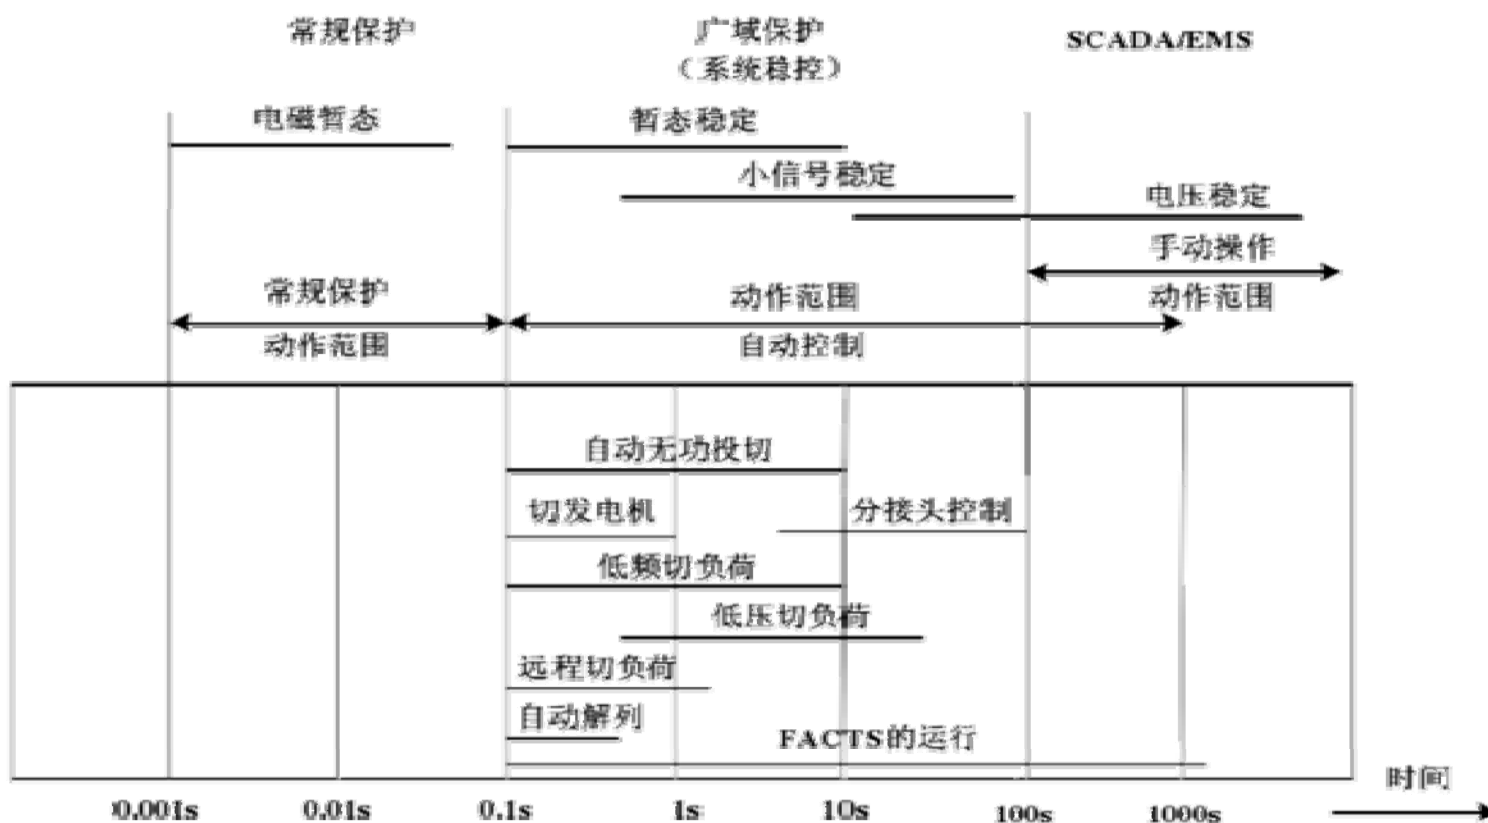 常规保护
广域保护
（系统稳控）
SCADA/EMS
电磁暂态
暂态稳定
小信号稳定
电压稳定
手动操作
动作范围
常规保护
动作范围
动作范围
自动控制
自动无功投切
切发电机
分接头控制
低频切负荷
低压切负荷
远程切负荷
自动解列
FACTS的运行
时间
0.001s
0.01s
0.1s
1s
10s
100s
1000s